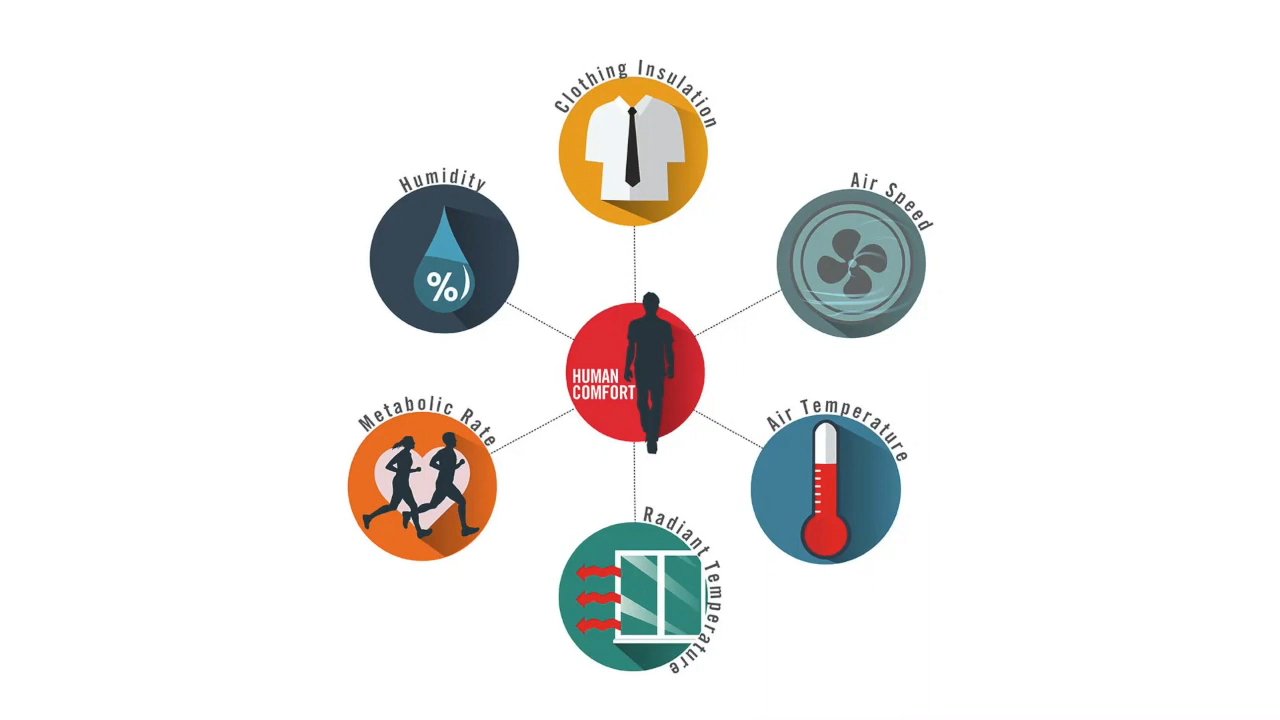 Clothing Insulation
Humidity
Air Speed
%
HUMAN
COMFORT
Metabolic Rate
Air Temperature
Radiant Temperature